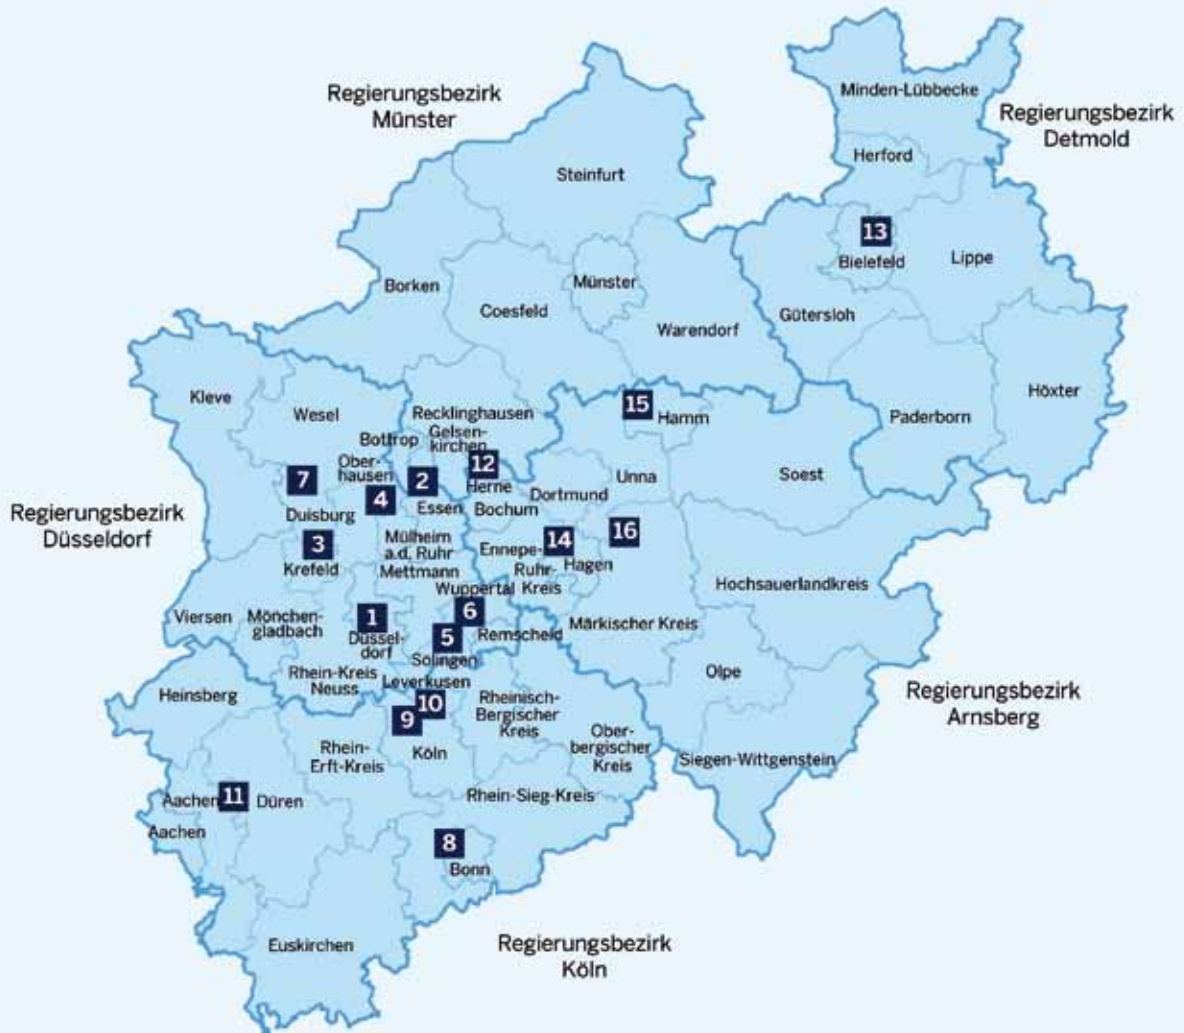 Regierungsbezirk
Münster
Minden-Lübbecke
Regierungsbezirk
Detmold
Herford
Steinfurt
13
Bielefeld
Lippe
Borken
Münster
Coesfeld
Gütersloh
Warendorf
Kleve
Höxter
Wesel
Recklinghausen
15
Hamm
Paderborn
Bottrop
Gelsen-
kirchen
Ober-
hausen
12
Herne
Unna
Soest
7
Duisburg
4
2
Essen
Dortmund
Bochum
Regierungsbezirk
Düsseldorf
3
Krefeld
Mülheim
a.d. Ruhr
Mettmann
Ennepe-
Ruhr-
Kreis
14
Hagen
16
Hochsauerlandkreis
Viersen
Mönchen-
gladbach
1
Düssel-
dorf
Wuppertal
6
5
Solingen
Remscheid
Märkischer Kreis
Rhein-Kreis
Neuss
Leverkusen
Olpe
Heinsberg
10
9
Köln
Rheinisch-
Bergischer
Kreis
Regierungsbezirk
Arnsberg
Rhein-
Erft-Kreis
Ober-
bergischer
Kreis
Siegen-Wittgenstein
Aachen
11
Düren
Rhein-Sieg-Kreis
Aachen
8
Bonn
Euskirchen
Regierungsbezirk
Köln